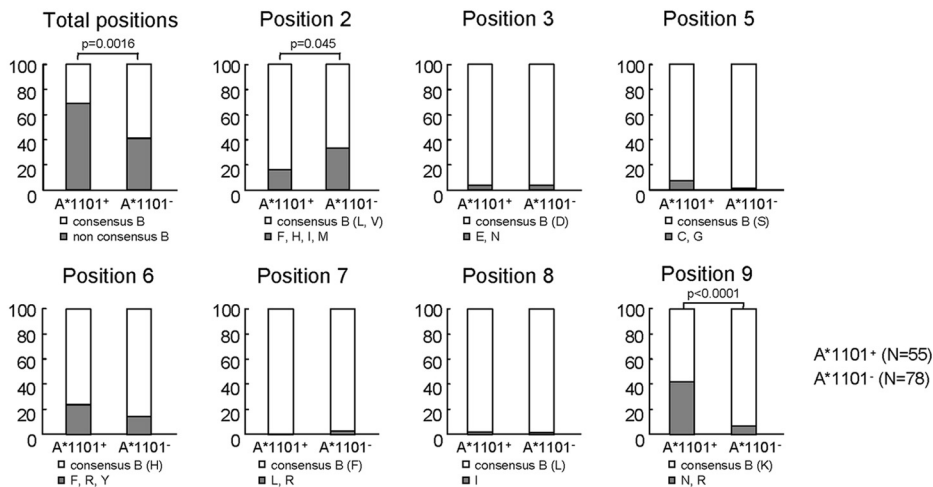 Total positions
p=0.0016
100
80
60
40
20
0
A*1101⁺ A*1101⁻
consensus B
non consensus B
Position 2
p=0.045
100
80
60
40
20
0
A*1101⁺ A*1101⁻
consensus B (L, V)
F, H, I, M
Position 3
100
80
60
40
20
0
A*1101⁺ A*1101⁻
consensus B (D)
E, N
Position 5
100
80
60
40
20
0
A*1101⁺ A*1101⁻
consensus B (S)
C, G
Position 6
100
80
60
40
20
0
A*1101⁺ A*1101⁻
consensus B (H)
F, R, Y
Position 7
100
80
60
40
20
0
A*1101⁺ A*1101⁻
consensus B (F)
L, R
Position 8
100
80
60
40
20
0
A*1101⁺ A*1101⁻
consensus B (L)
I
Position 9
p<0.0001
100
80
60
40
20
0
A*1101⁺ A*1101⁻
consensus B (K)
N, R
A*1101⁺ (N=55)
A*1101⁻ (N=78)